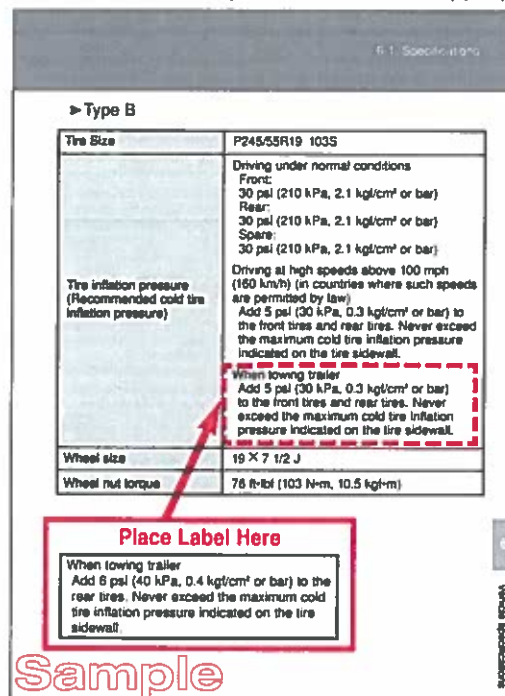 6-1. Specifications
►Type B
Tire Size
P245/55R19 103S
Tire inflation pressure
(Recommended cold tire
inflation pressure)
Driving under normal conditions
Front:
30 psi (210 kPa, 2.1 kgf/cm² or bar)
Rear:
30 psi (210 kPa, 2.1 kgf/cm² or bar)
Spare:
30 psi (210 kPa, 2.1 kgf/cm² or bar)
Driving at high speeds above 100 mph
(160 km/h) (in countries where such speeds
are permitted by law)
Add 5 psi (30 kPa, 0.3 kgf/cm² or bar) to
the front tires and rear tires. Never exceed
the maximum cold tire inflation pressure
indicated on the tire sidewall.
When towing trailer
Add 5 psi (30 kPa, 0.3 kgf/cm² or bar)
to the front tires and rear tires. Never
exceed the maximum cold tire inflation
pressure indicated on the tire sidewall.
Wheel size
19 × 7 1/2 J
Wheel nut torque
76 ft•lbf (103 N•m, 10.5 kgf•m)
Place Label Here
When towing trailer
Add 6 psi (40 kPa, 0.4 kgf/cm² or bar) to the
rear tires. Never exceed the maximum cold
tire inflation pressure indicated on the tire
sidewall.
Sample
6
Vehicle specifications